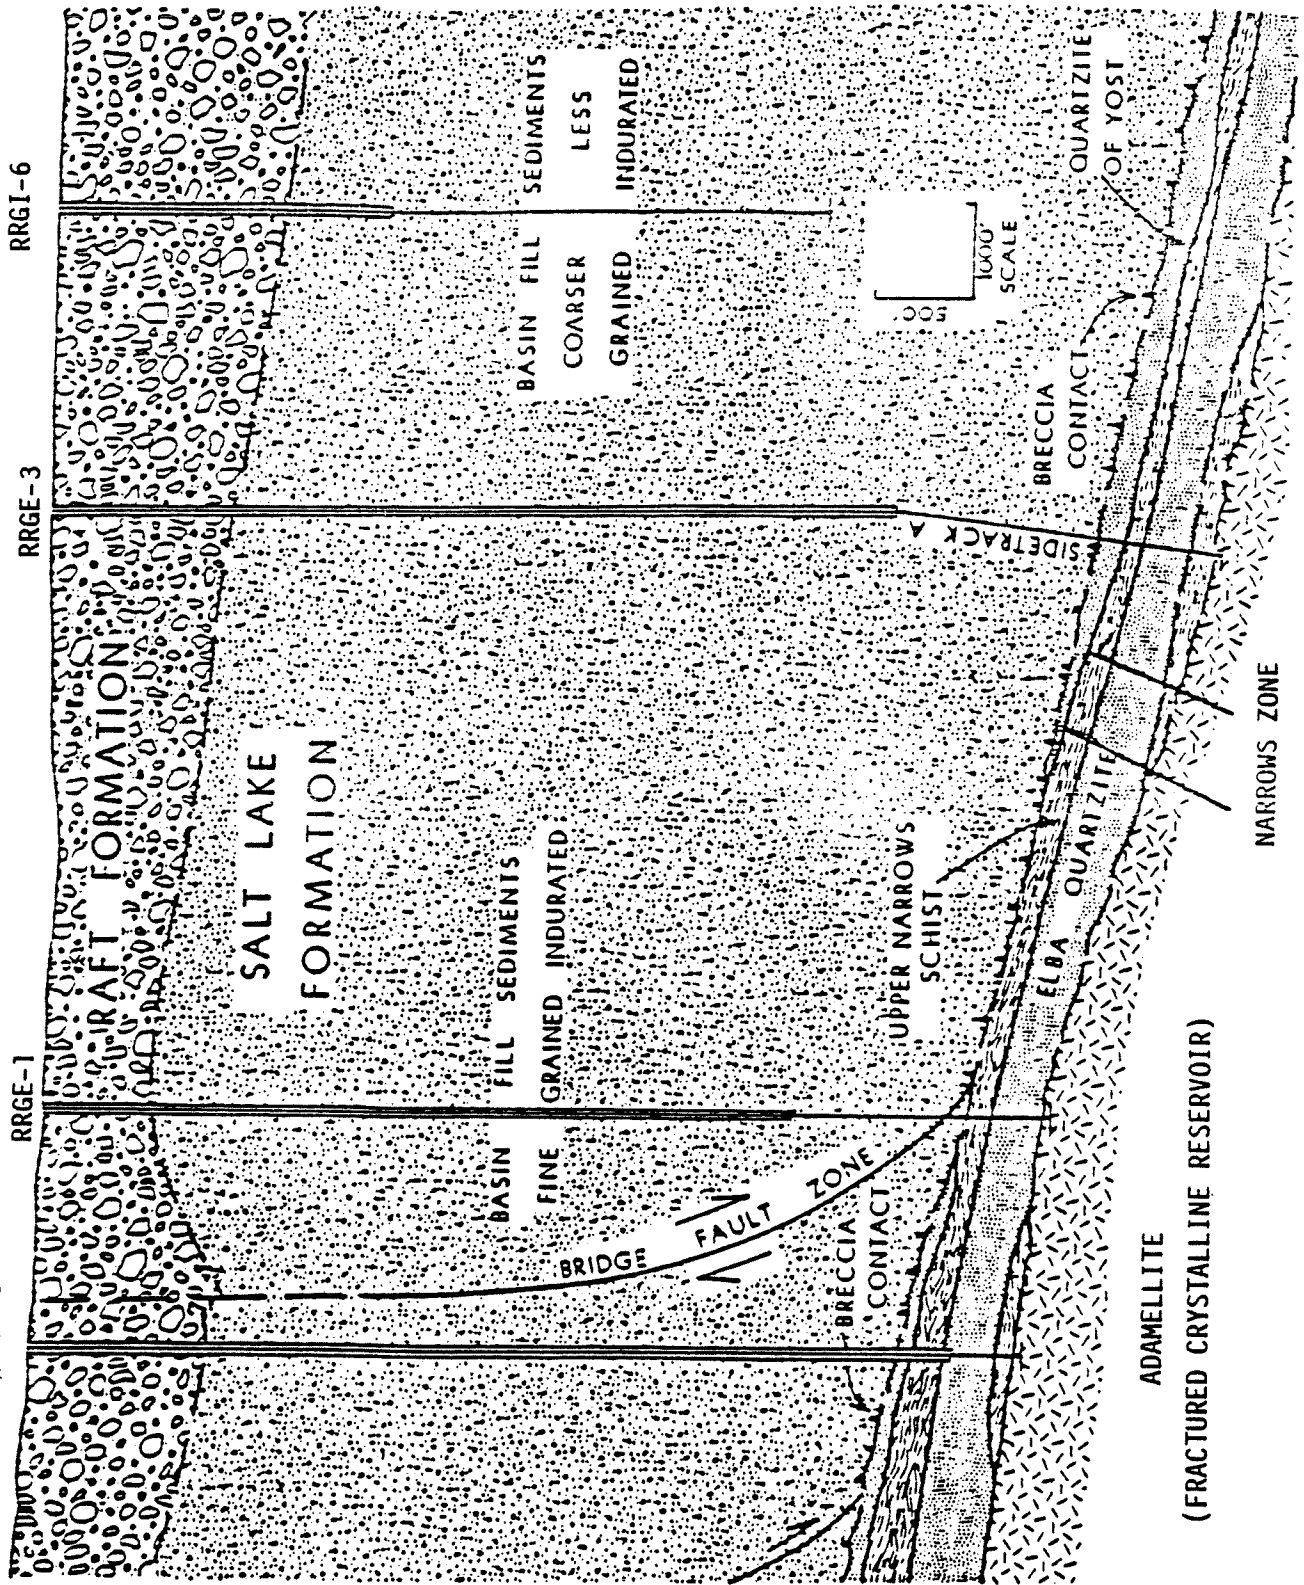 RRGE-1
RRGE-3
RRGI-6
RAFT FORMATION
SALT LAKE
FORMATION
BASIN FILL SEDIMENTS
FINE GRAINED INDURATED
BASIN FILL SEDIMENTS
COARSER LESS
GRAINED INDURATED
BRIDGE FAULT ZONE
BRECCIA
CONTACT
UPPER NARROWS
SCHIST
SIDETRACK A
500'
1000'
SCALE
BRECCIA
CONTACT
QUARTZITE
OF YOST
ELBA QUARTZITE
NARROWS ZONE
ADAMELLITE
(FRACTURED CRYSTALLINE RESERVOIR)